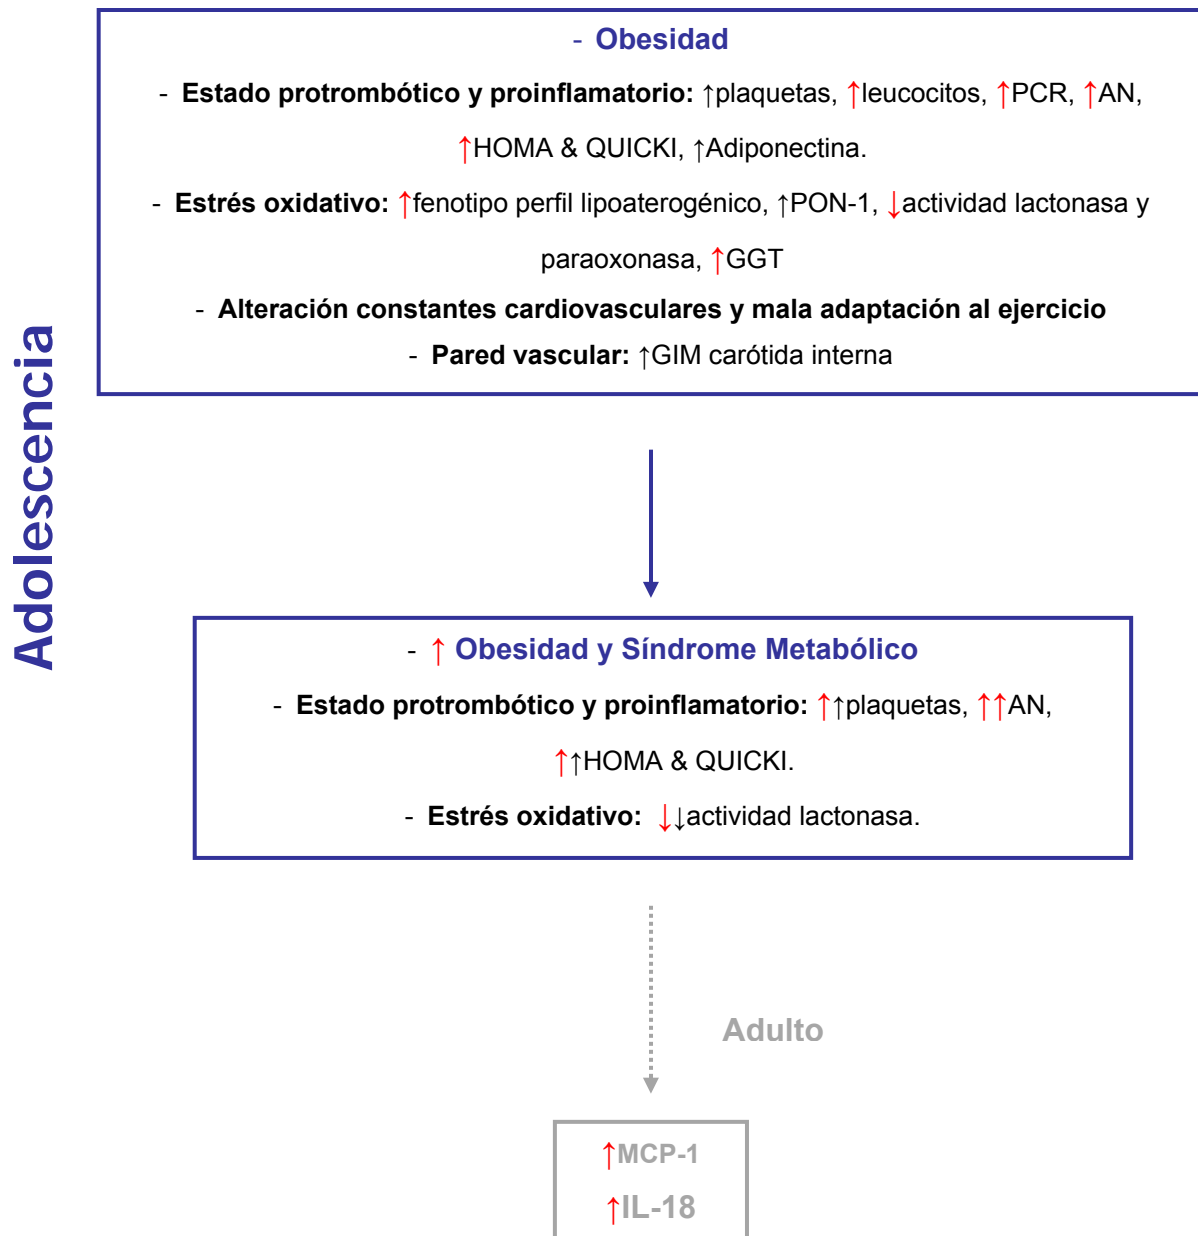 - Obesidad
- Estado protrombótico y proinflamatorio: ↑plaquetas, ↑leucocitos, ↑PCR, ↑AN,
↑HOMA & QUICKI, ↑Adiponectina.
- Estrés oxidativo: ↑fenotipo perfil lipoaterogénico, ↑PON-1, ↓actividad lactonasa y
paraoxonasa, ↑GGT
- Alteración constantes cardiovasculares y mala adaptación al ejercicio
- Pared vascular: ↑GIM carótida interna
Adolescencia
- ↑ Obesidad y Síndrome Metabólico
- Estado protrombótico y proinflamatorio: ↑↑plaquetas, ↑↑AN,
↑↑HOMA & QUICKI.
- Estrés oxidativo: ↓↓actividad lactonasa.
Adulto
↑MCP-1
↑IL-18